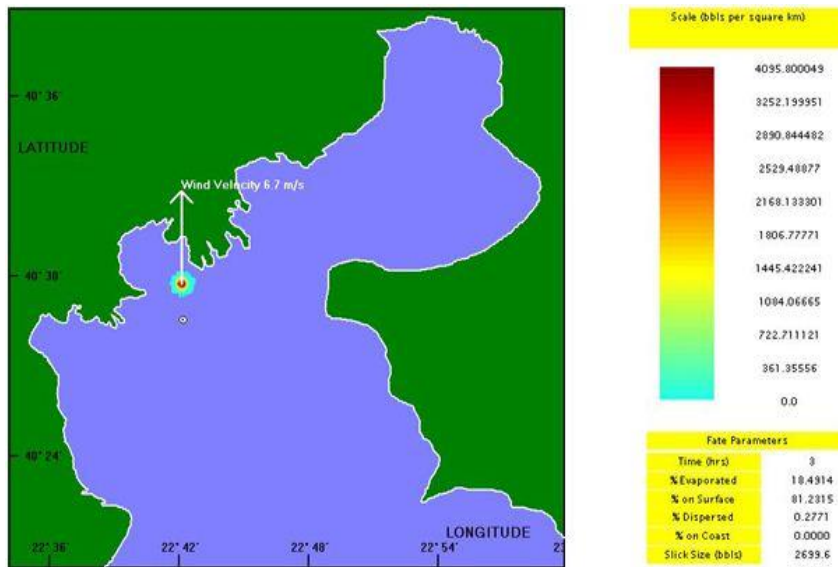 40° 36'
LATITUDE
Wind Velocity 6.7 m/s
40° 30'
40° 24'
LONGITUDE
22° 36'
22° 42'
22° 48'
22° 54'
Scale (bbls per square km)
4095.800049
3252.199951
2890.844482
2529.48877
2168.133301
1806.77771
1445.422241
1084.06665
722.711121
361.35556
0.0
Fate Parameters
Time (hrs) 3
% Evaporated 18.4914
% on Surface 81.2315
% Dispersed 0.2771
% on Coast 0.0000
Slick Size (bbls) 2699.6